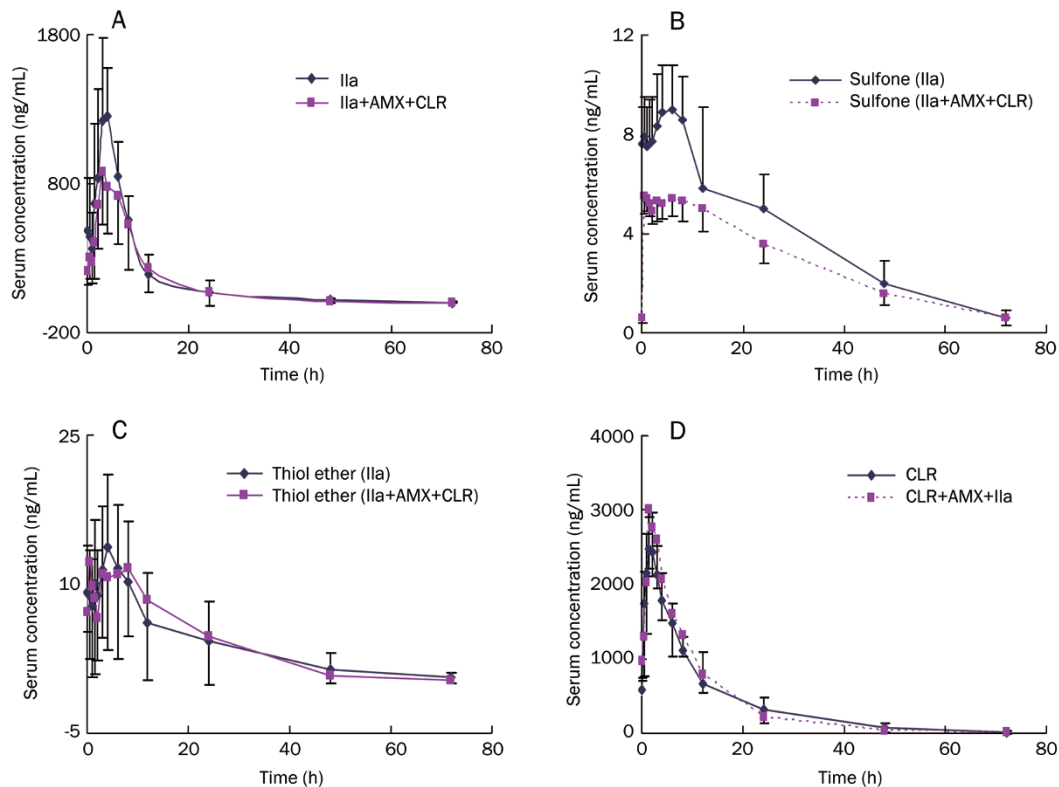 A
Serum concentration (ng/mL)
1800
800
-200
IIa
IIa+AMX+CLR
0
20
40
60
80
Time (h)
B
Serum concentration (ng/mL)
12
8
4
0
Sulfone (IIa)
Sulfone (IIa+AMX+CLR)
0
20
40
60
80
Time (h)
C
Serum concentration (ng/mL)
25
10
-5
Thiol ether (IIa)
Thiol ether (IIa+AMX+CLR)
0
20
40
60
80
Time (h)
D
Serum concentration (ng/mL)
4000
3000
2000
1000
0
CLR
CLR+AMX+IIa
0
20
40
60
80
Time (h)